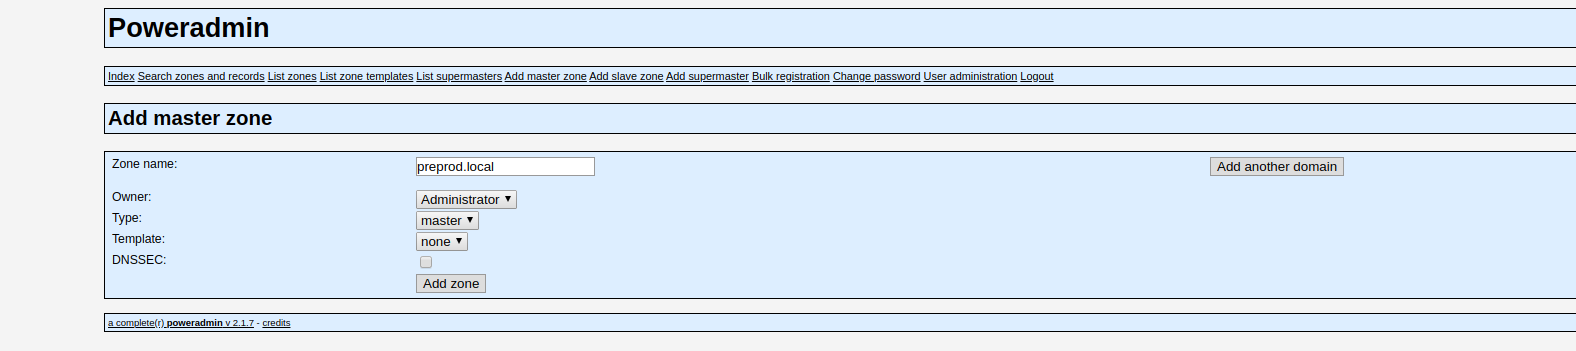 Poweradmin
Index Search zones and records List zones List zone templates List supermasters Add master zone Add slave zone Add supermaster Bulk registration Change password User administration Logout
Add master zone
Zone name: preprod.local Add another domain
Owner: Administrator
Type: master
Template: none
DNSSEC:
Add zone
a complete(r) poweradmin v 2.1.7 - credits